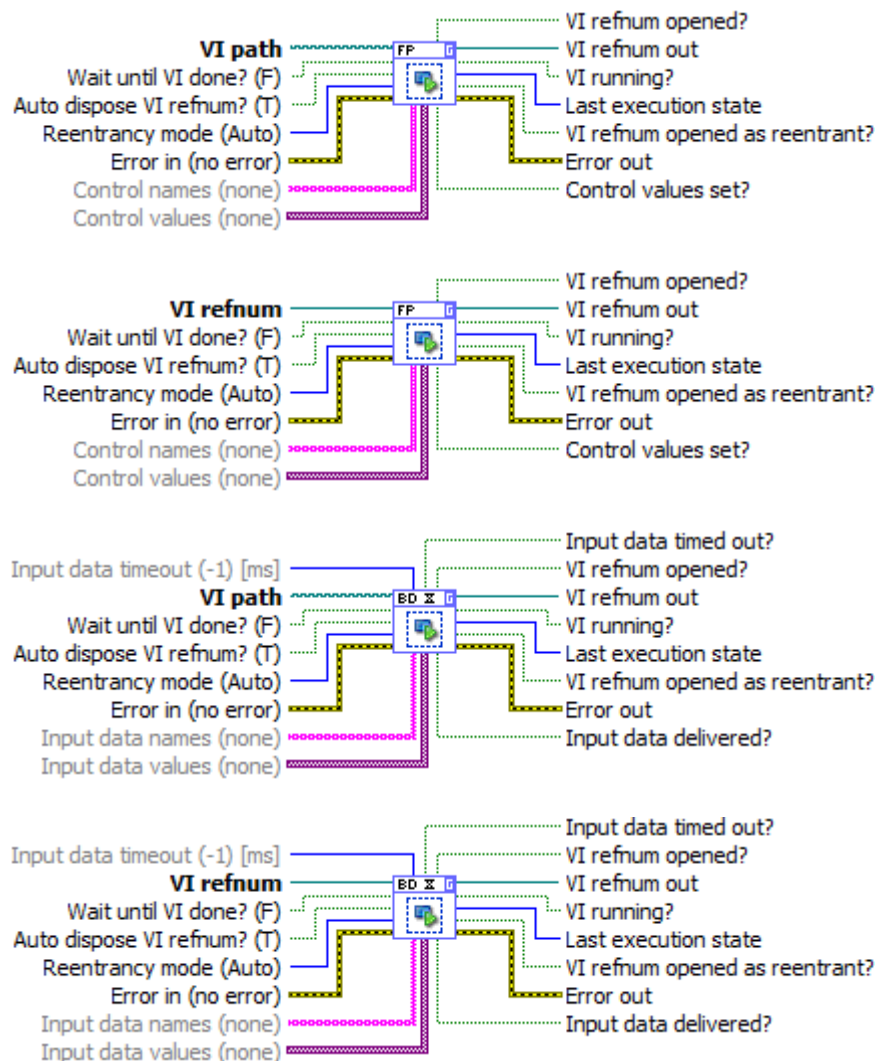 VI refnum opened?
VI path FP VI refnum out
Wait until VI done? (F) VI running?
Auto dispose VI refnum? (T) Last execution state
Reentrancy mode (Auto) VI refnum opened as reentrant?
Error in (no error) Error out
Control names (none) Control values set?
Control values (none)
VI refnum opened?
VI refnum FP VI refnum out
Wait until VI done? (F) VI running?
Auto dispose VI refnum? (T) Last execution state
Reentrancy mode (Auto) VI refnum opened as reentrant?
Error in (no error) Error out
Control names (none) Control values set?
Control values (none)
Input data timed out?
Input data timeout (-1) [ms] VI refnum opened?
VI path BD VI refnum out
Wait until VI done? (F) VI running?
Auto dispose VI refnum? (T) Last execution state
Reentrancy mode (Auto) VI refnum opened as reentrant?
Error in (no error) Error out
Input data names (none) Input data delivered?
Input data values (none)
Input data timed out?
Input data timeout (-1) [ms] VI refnum opened?
VI refnum BD VI refnum out
Wait until VI done? (F) VI running?
Auto dispose VI refnum? (T) Last execution state
Reentrancy mode (Auto) VI refnum opened as reentrant?
Error in (no error) Error out
Input data names (none) Input data delivered?
Input data values (none)